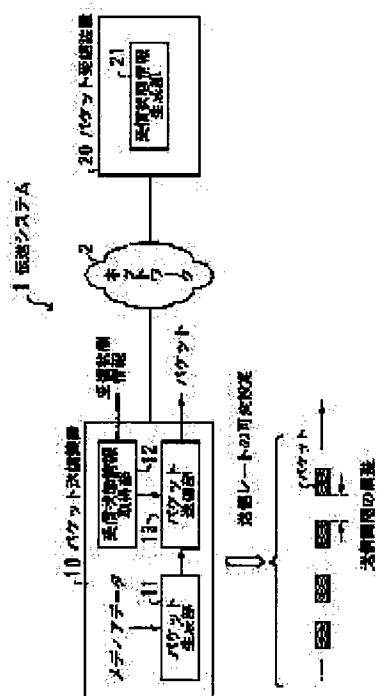 1 伝送システム
10 パケット送信装置
メディアデータ
11
パケット
生成部
受信状態情報
取得部
12
13
パケット
送信部
受信状態
情報
パケット
2
ネットワーク
20 パケット受信装置
21
受信状態情報
生成部
送信レートの可変設定
パケット
送信間隔の調整